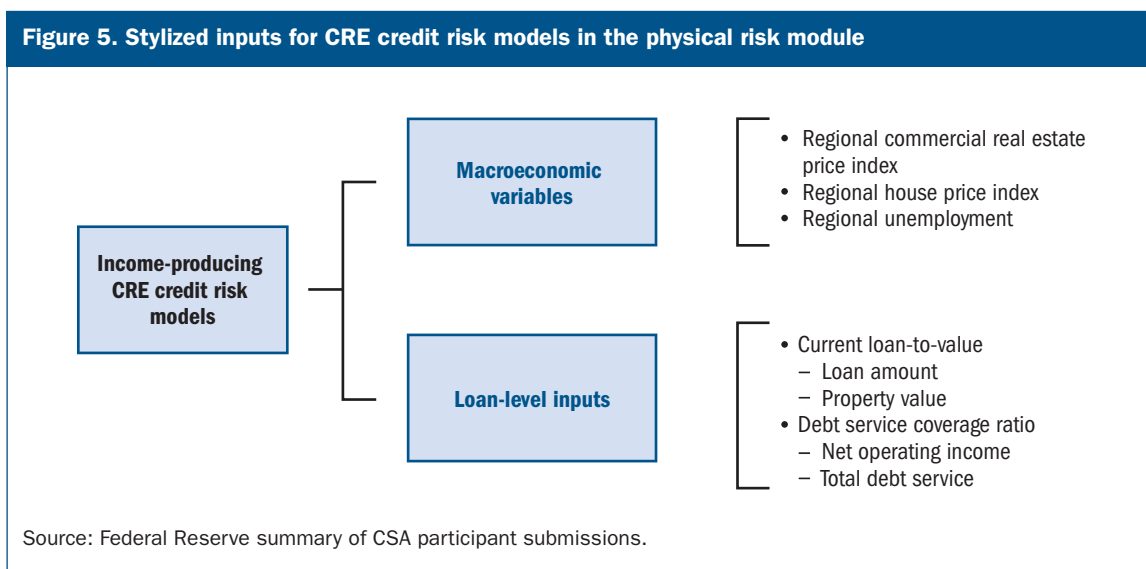 Figure 5. Stylized inputs for CRE credit risk models in the physical risk module
Income-producing
CRE credit risk
models
Macroeconomic
variables
• Regional commercial real estate
price index
• Regional house price index
• Regional unemployment
Loan-level inputs
• Current loan-to-value
– Loan amount
– Property value
• Debt service coverage ratio
– Net operating income
– Total debt service
Source: Federal Reserve summary of CSA participant submissions.